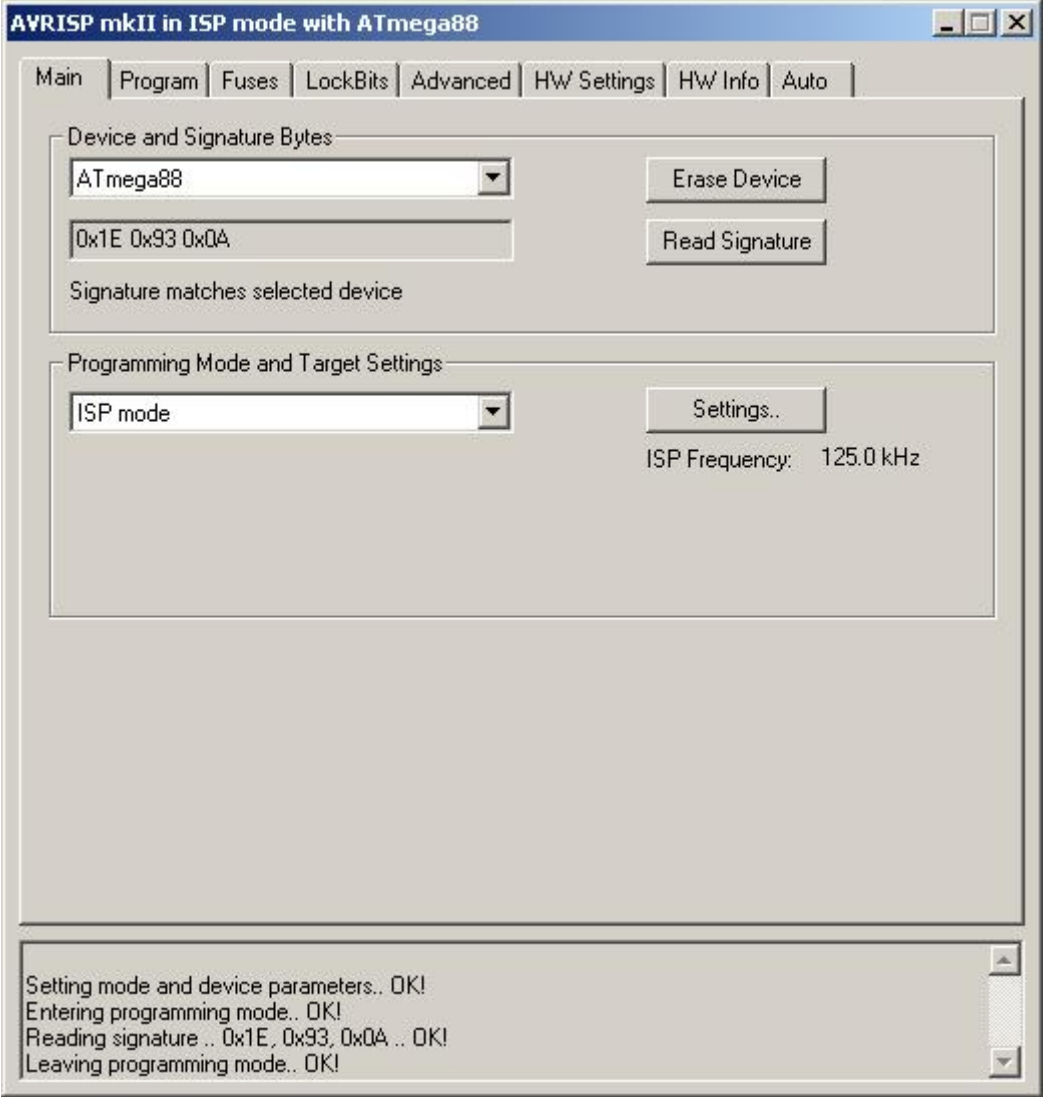 AVRISP mkII in ISP mode with ATmega88
Main Program Fuses LockBits Advanced HW Settings HW Info Auto
Device and Signature Bytes
ATmega88
Erase Device
0x1E 0x93 0x0A
Read Signature
Signature matches selected device
Programming Mode and Target Settings
ISP mode
Settings..
ISP Frequency: 125.0 kHz
Setting mode and device parameters.. OK!
Entering programming mode.. OK!
Reading signature .. 0x1E, 0x93, 0x0A .. OK!
Leaving programming mode.. OK!